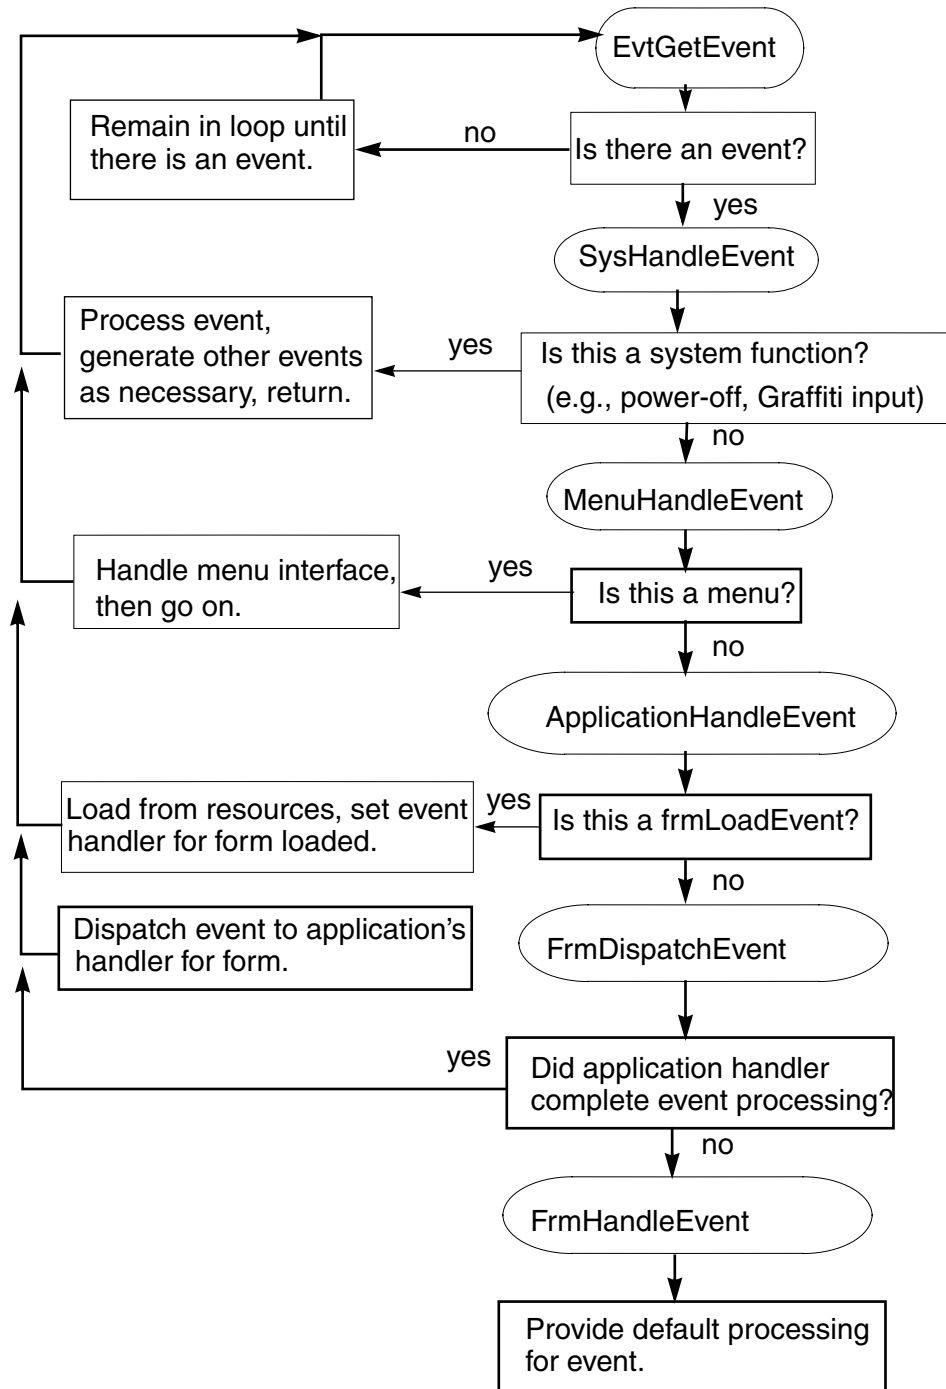 EvtGetEvent
Remain in loop until
there is an event.
no
Is there an event?
yes
SysHandleEvent
Process event,
generate other events
as necessary, return.
yes
Is this a system function?
(e.g., power-off, Graffiti input)
no
MenuHandleEvent
Handle menu interface,
then go on.
yes
Is this a menu?
no
ApplicationHandleEvent
Load from resources, set event
handler for form loaded.
yes
Is this a frmLoadEvent?
no
Dispatch event to application’s
handler for form.
FrmDispatchEvent
yes
Did application handler
complete event processing?
no
FrmHandleEvent
Provide default processing
for event.